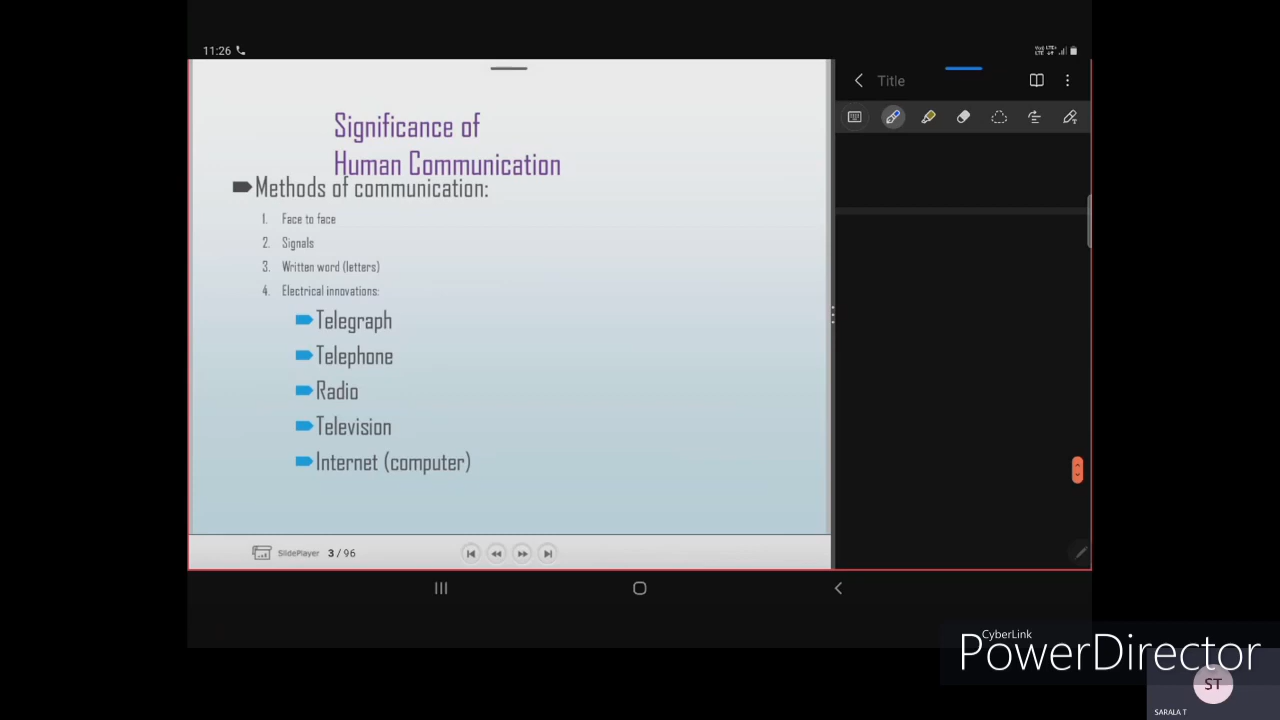 11:26
Title
Significance of
Human Communication
Methods of communication:
1. Face to face
2. Signals
3. Written word (letters)
4. Electrical innovations:
Telegraph
Telephone
Radio
Television
Internet (computer)
SlidePlayer 3 / 96
CyberLink
PowerDirector
ST
SARALA T